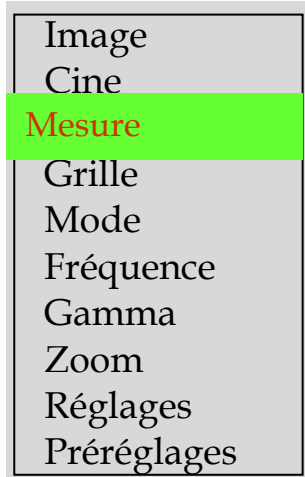 Image
Cine
Mesure
Grille
Mode
Fréquence
Gamma
Zoom
Réglages
Préréglages